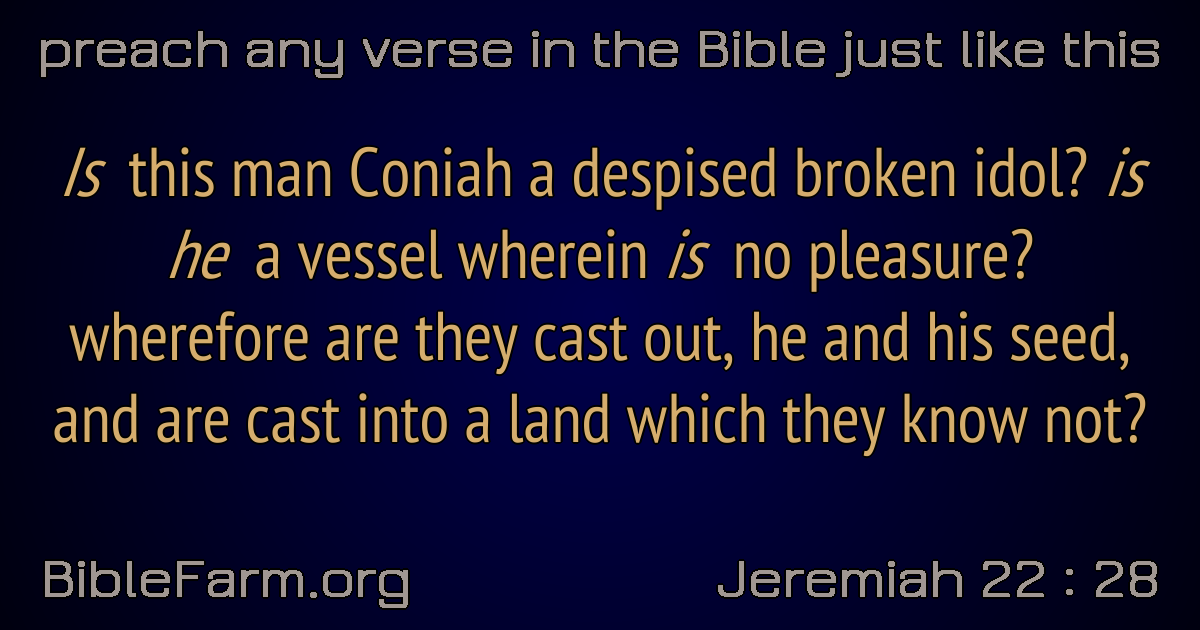 preach any verse in the Bible just like this
Is this man Coniah a despised broken idol? is
he a vessel wherein is no pleasure?
wherefore are they cast out, he and his seed,
and are cast into a land which they know not?
BibleFarm.org
Jeremiah 22 : 28